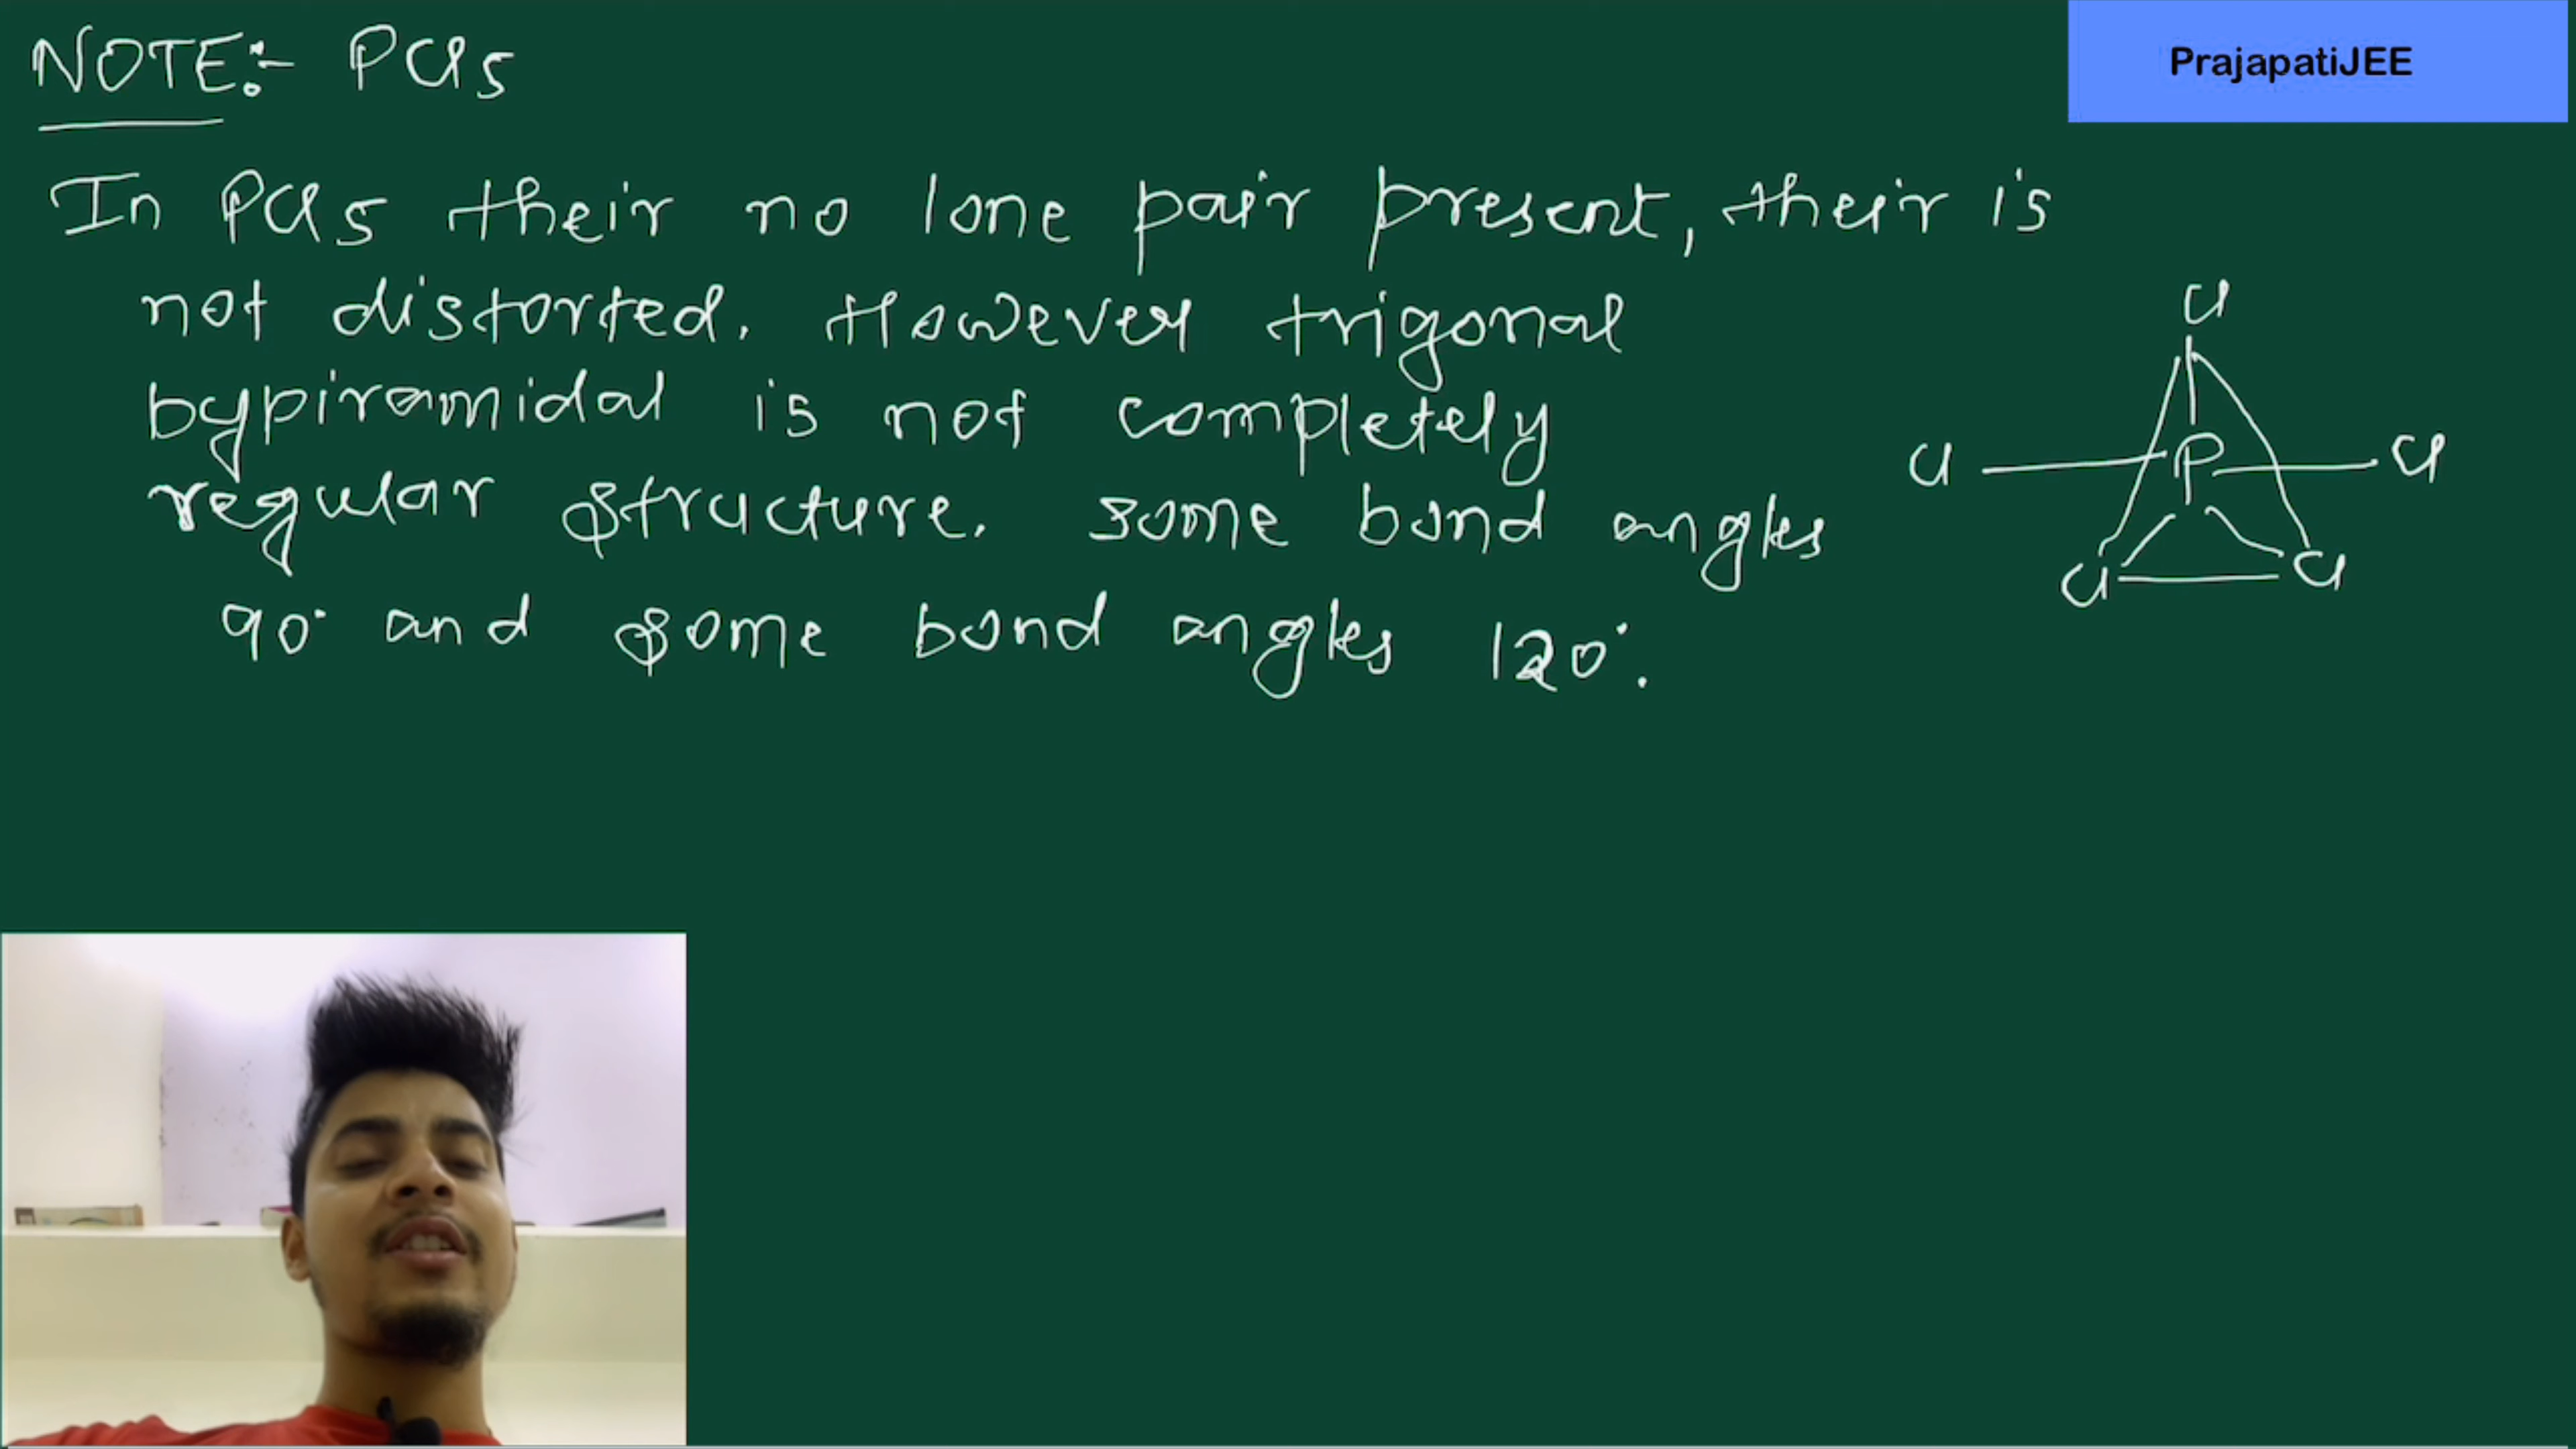 NOTE:- PCl5
PrajapatiJEE
In PCl5 their no lone pair present, their is
not distorted. However trigonal
bypiramidal is not completely
regular structure. some bond angles
90° and some bond angles 120°.
Cl
Cl P Cl
Cl Cl